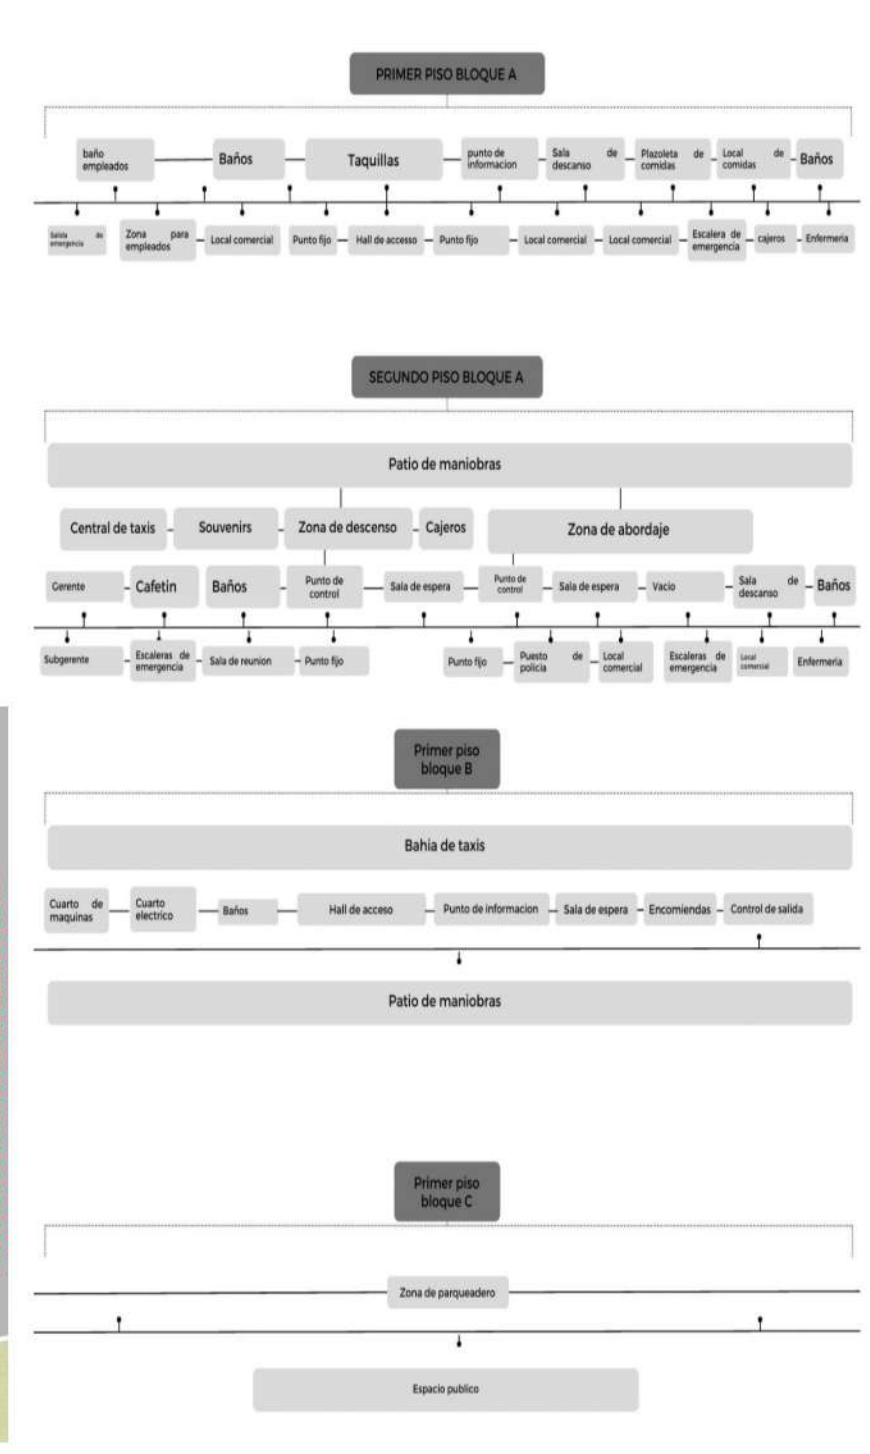 PRIMER PISO BLOQUE A
baño
empleados
Baños
Taquillas
punto de
informacion
Sala de
descanso
Plazoleta de
comidas
Local de
comidas
Baños
Salida de
emergencia
Zona para
empleados
Local comercial
Punto fijo
Hall de accesso
Punto fijo
Local comercial
Local comercial
Escalera de
emergencia
cajeros
Enfermeria
SEGUNDO PISO BLOQUE A
Patio de maniobras
Central de taxis
Souvenirs
Zona de descenso
Cajeros
Zona de abordaje
Gerente
Cafetin
Baños
Punto de
control
Sala de espera
Punto de
control
Sala de espera
Vacio
Sala de
descanso
Baños
Subgerente
Escaleras de
emergencia
Sala de reunion
Punto fijo
Punto fijo
Puesto de
policia
Local
comercial
Escaleras de
emergencia
Local
comercial
Enfermeria
Primer piso
bloque B
Bahia de taxis
Cuarto de
maquinas
Cuarto
electrico
Baños
Hall de acceso
Punto de informacion
Sala de espera
Encomiendas
Control de salida
Patio de maniobras
Primer piso
bloque C
Zona de parqueadero
Espacio publico